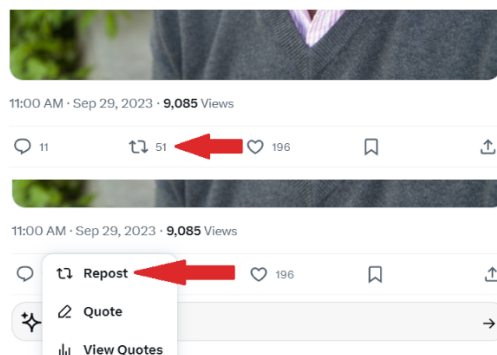 11:00 AM · Sep 29, 2023 · 9,085 Views
11 51 196
11:00 AM · Sep 29, 2023 · 9,085 Views
Repost 196
Quote
View Quotes